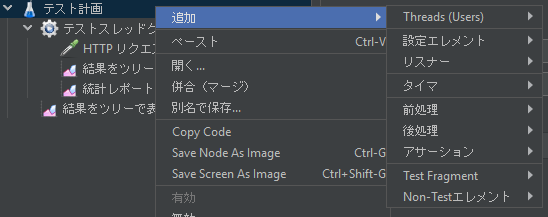 テスト計画
テストスレッドグ
HTTP リクエ
結果をツリー
統計レポート
結果をツリーで表
追加
ペースト Ctrl-V
開く...
併合（マージ）
別名で保存...
Copy Code
Save Node As Image Ctrl-G
Save Screen As Image Ctrl+Shift-G
有効
無効
Threads (Users)
設定エレメント
リスナー
タイマ
前処理
後処理
アサーション
Test Fragment
Non-Testエレメント